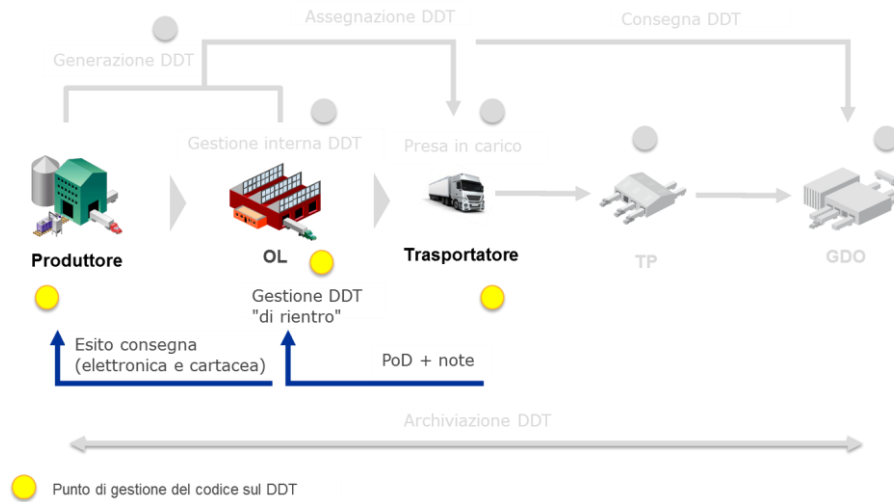 Assegnazione DDT
Consegna DDT
Generazione DDT
Gestione interna DDT
Presa in carico
Produttore
OL
Trasportatore
TP
GDO
Gestione DDT
"di rientro"
Esito consegna
(elettronica e cartacea)
PoD + note
Archiviazione DDT
Punto di gestione del codice sul DDT